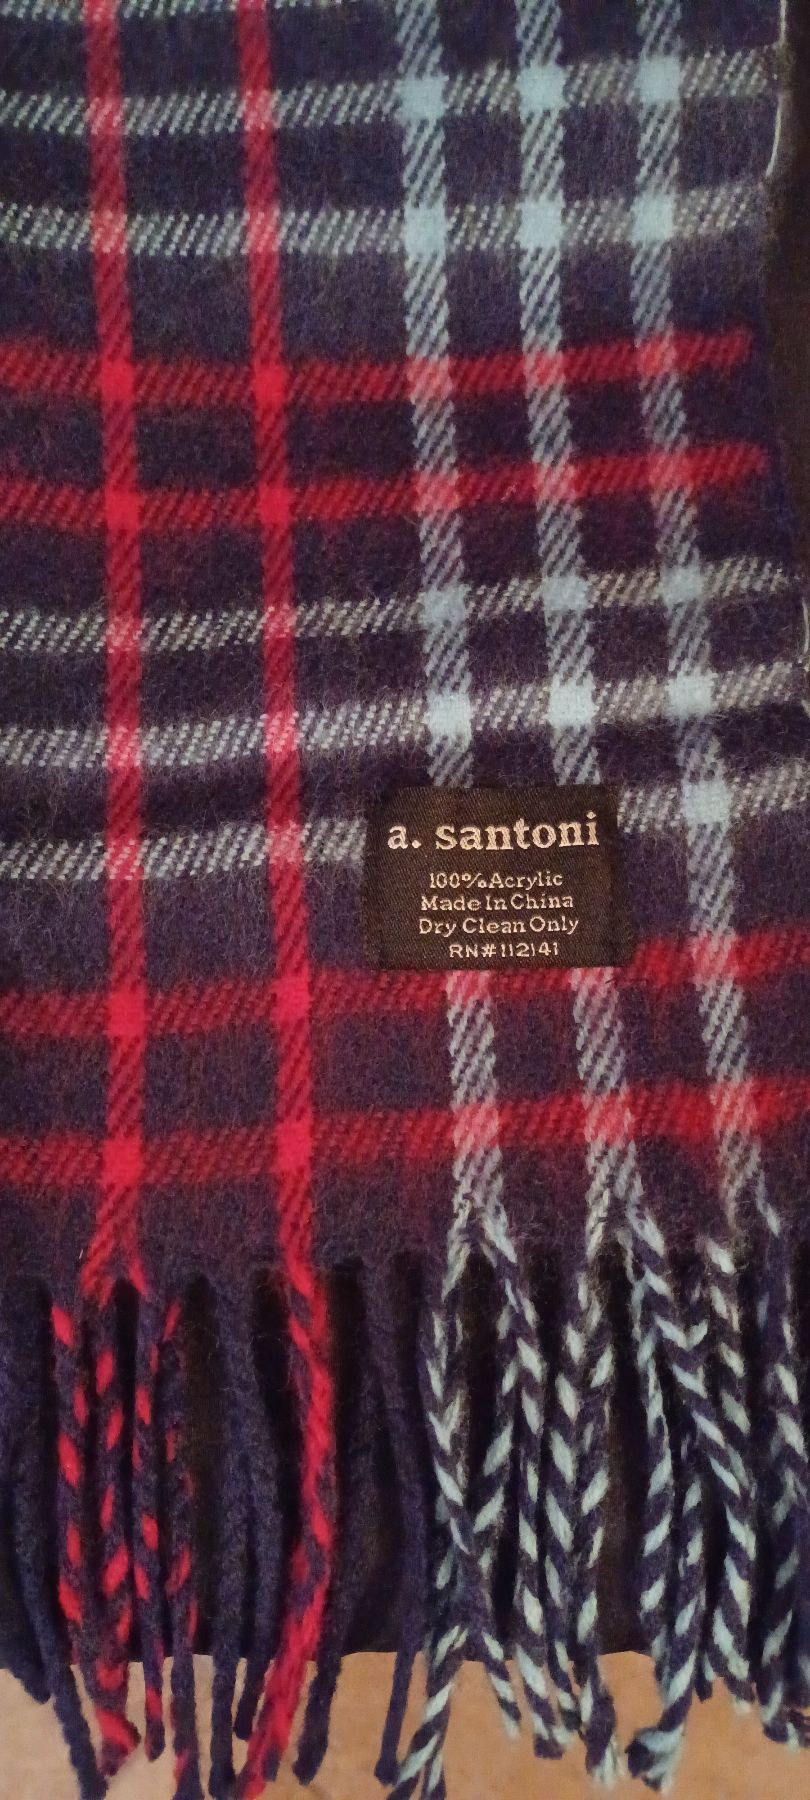 a. santoni
100% Acrylic
Made In China
Dry Clean Only
RN#112141